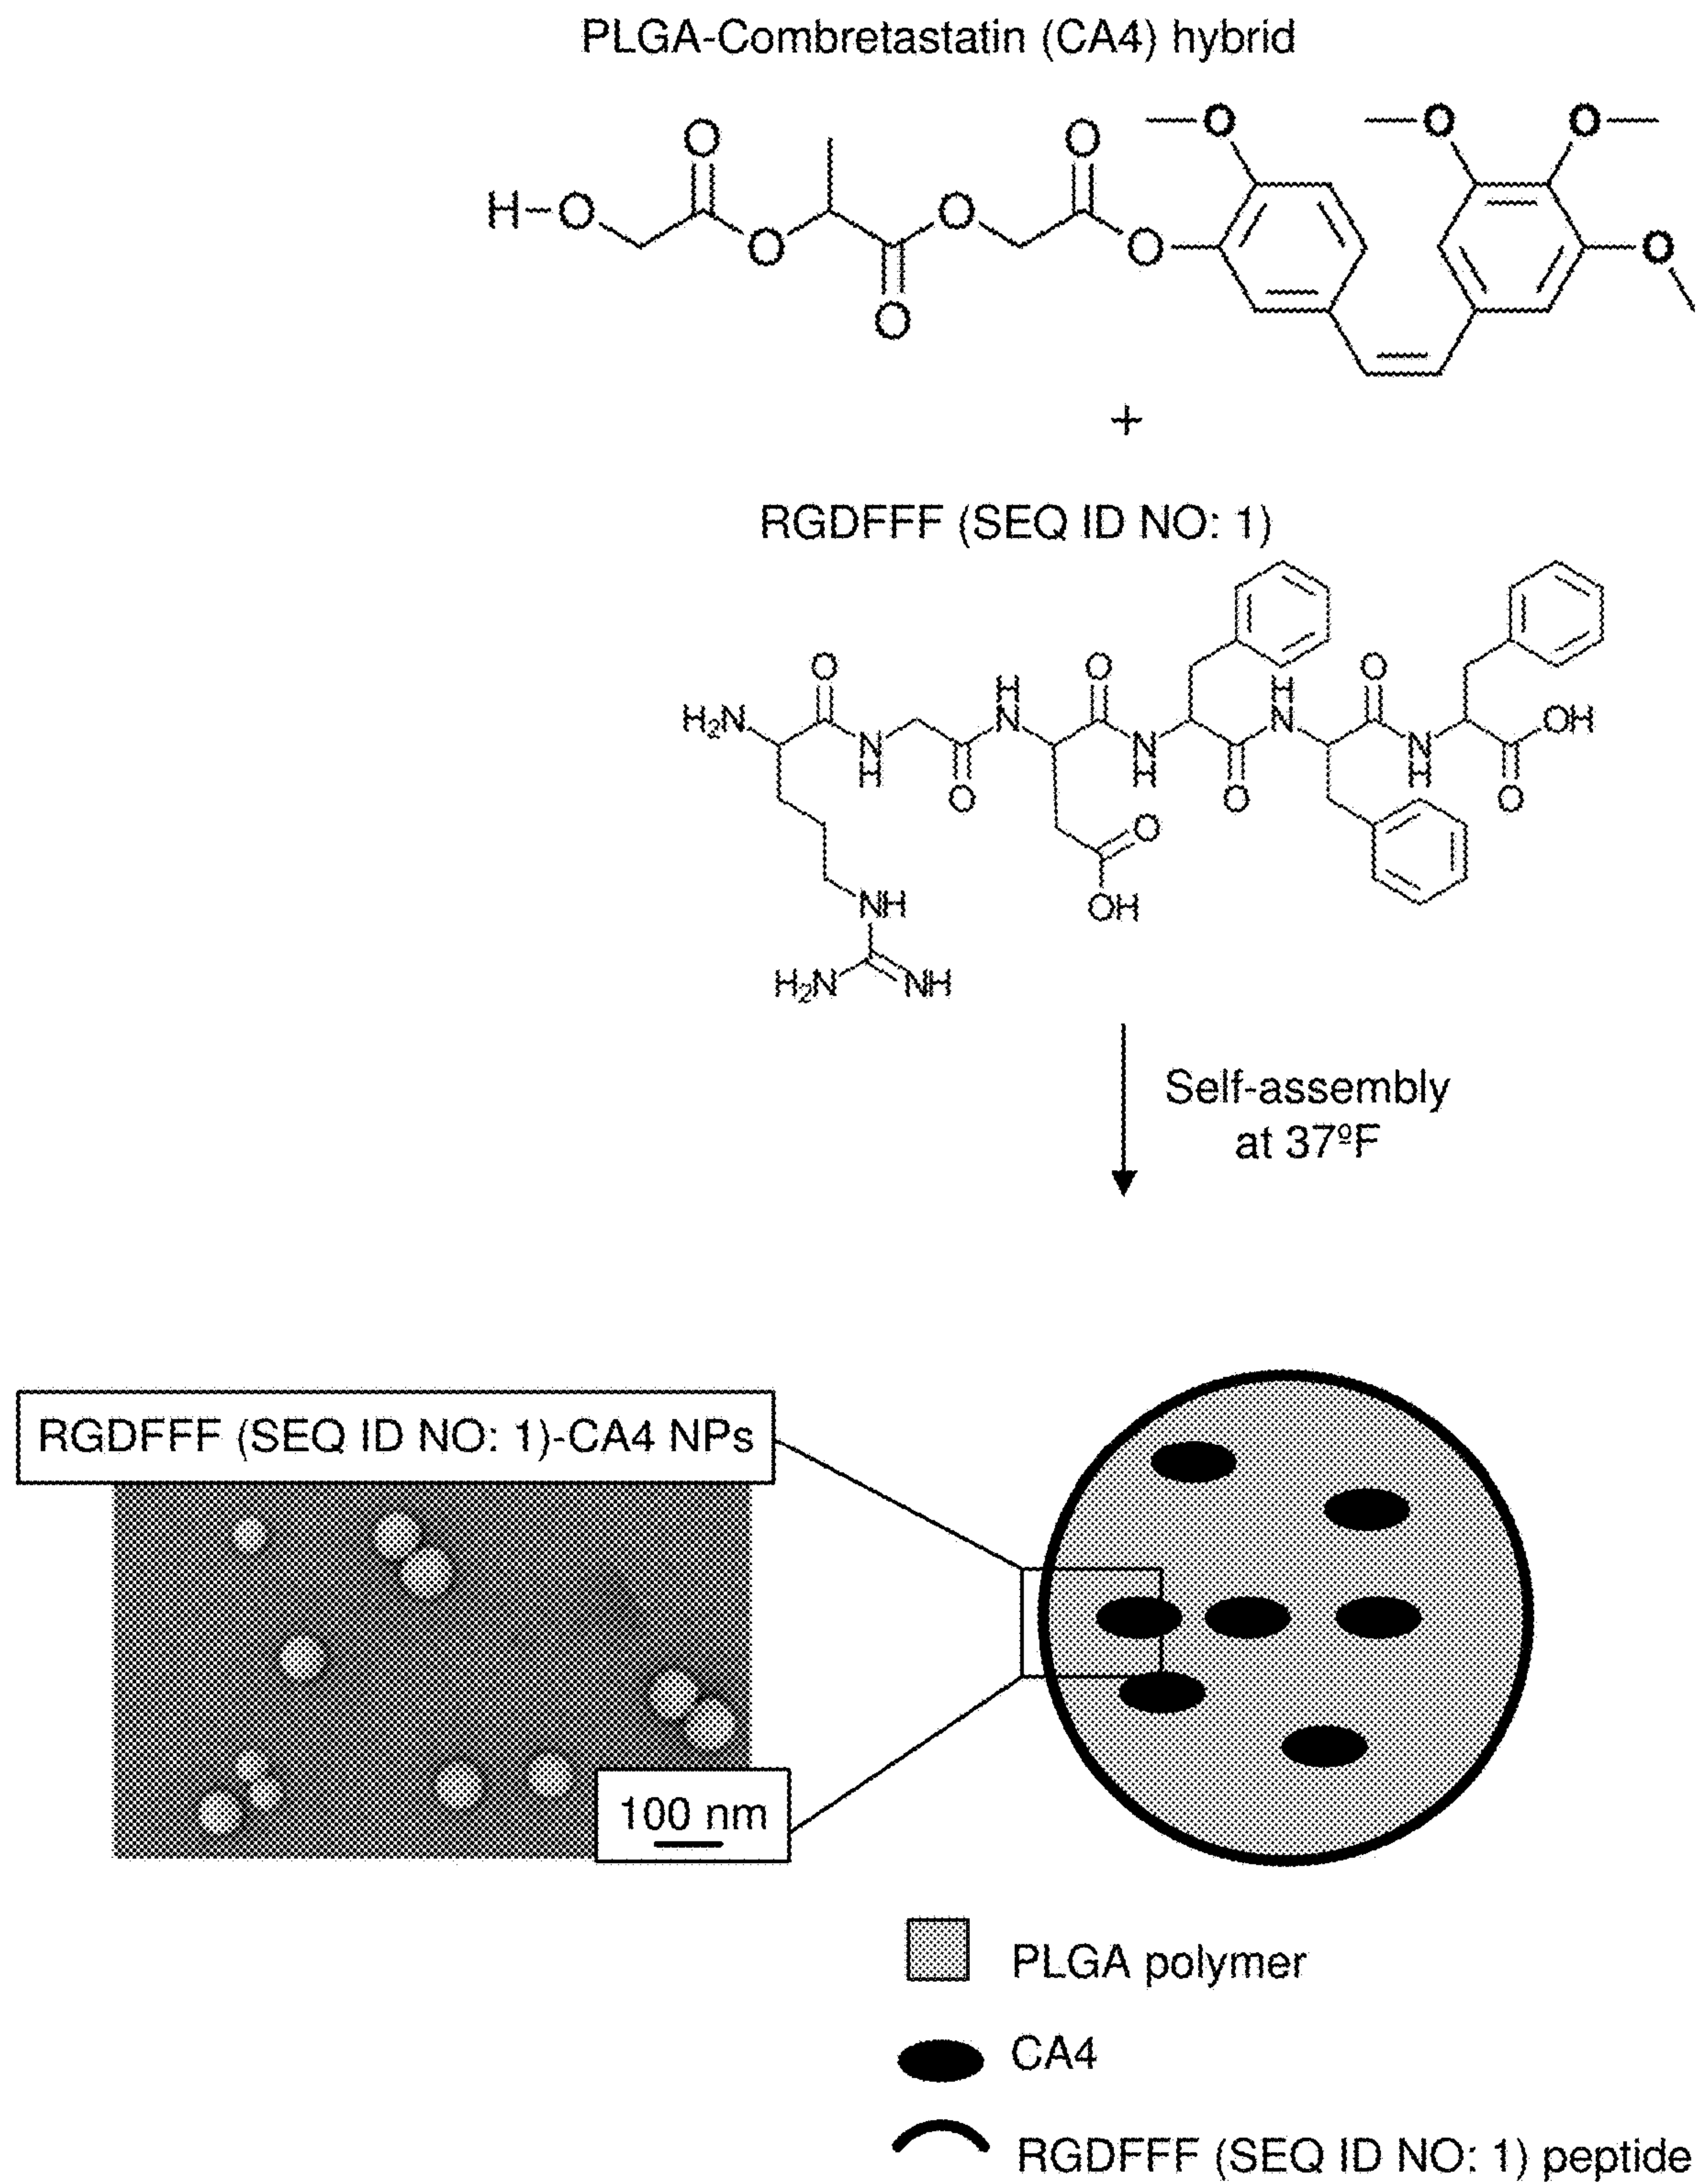 PLGA-Combretastatin (CA4) hybrid
O O O O O
H-O O O
O
O
O
+
RGDFFF (SEQ ID NO: 1)
O H O H O
H₂N N N OH
N N N
H H H
O O O
O
NH OH
H₂N NH
Self-assembly
at 37ºF
RGDFFF (SEQ ID NO: 1)-CA4 NPs
100 nm
PLGA polymer
CA4
RGDFFF (SEQ ID NO: 1) peptide